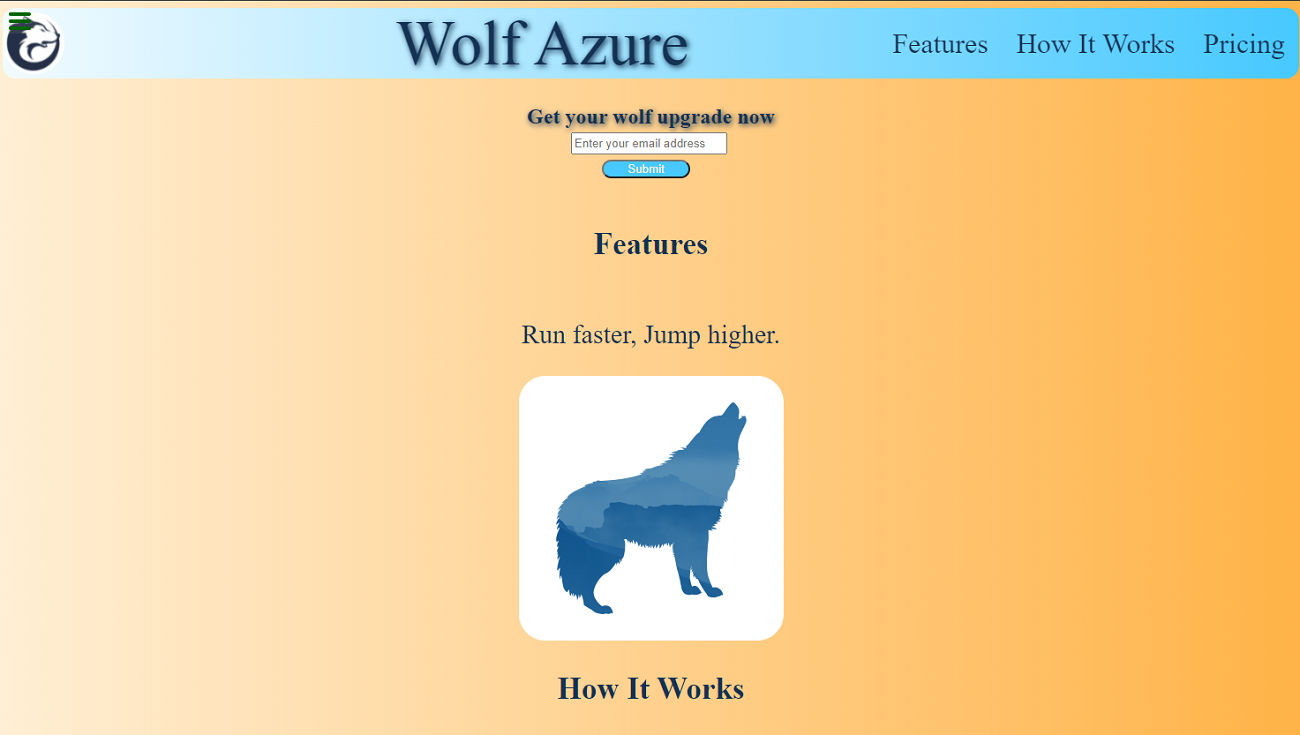 Wolf Azure
Features How It Works Pricing
Get your wolf upgrade now
Enter your email address
Submit
Features
Run faster, Jump higher.
How It Works